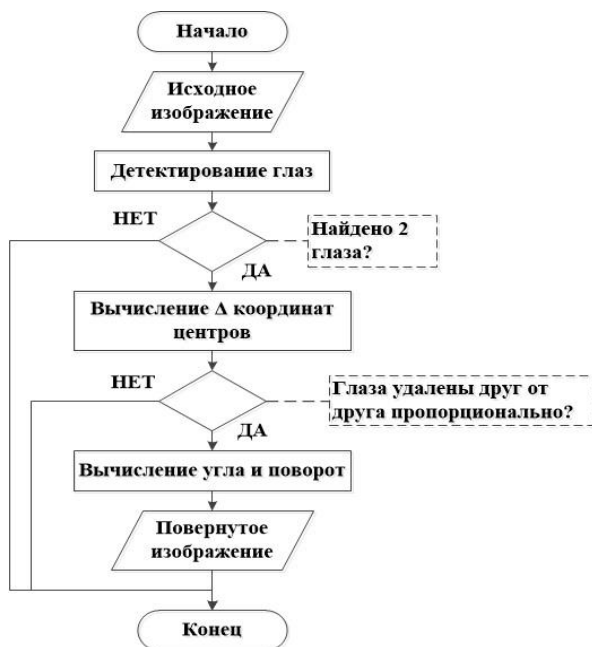 Начало
Исходное
изображение
Детектирование глаз
НЕТ
Найдено 2
глаза?
ДА
Вычисление Δ координат
центров
НЕТ
Глаза удалены друг от
друга пропорционально?
ДА
Вычисление угла и поворот
Повернутое
изображение
Конец